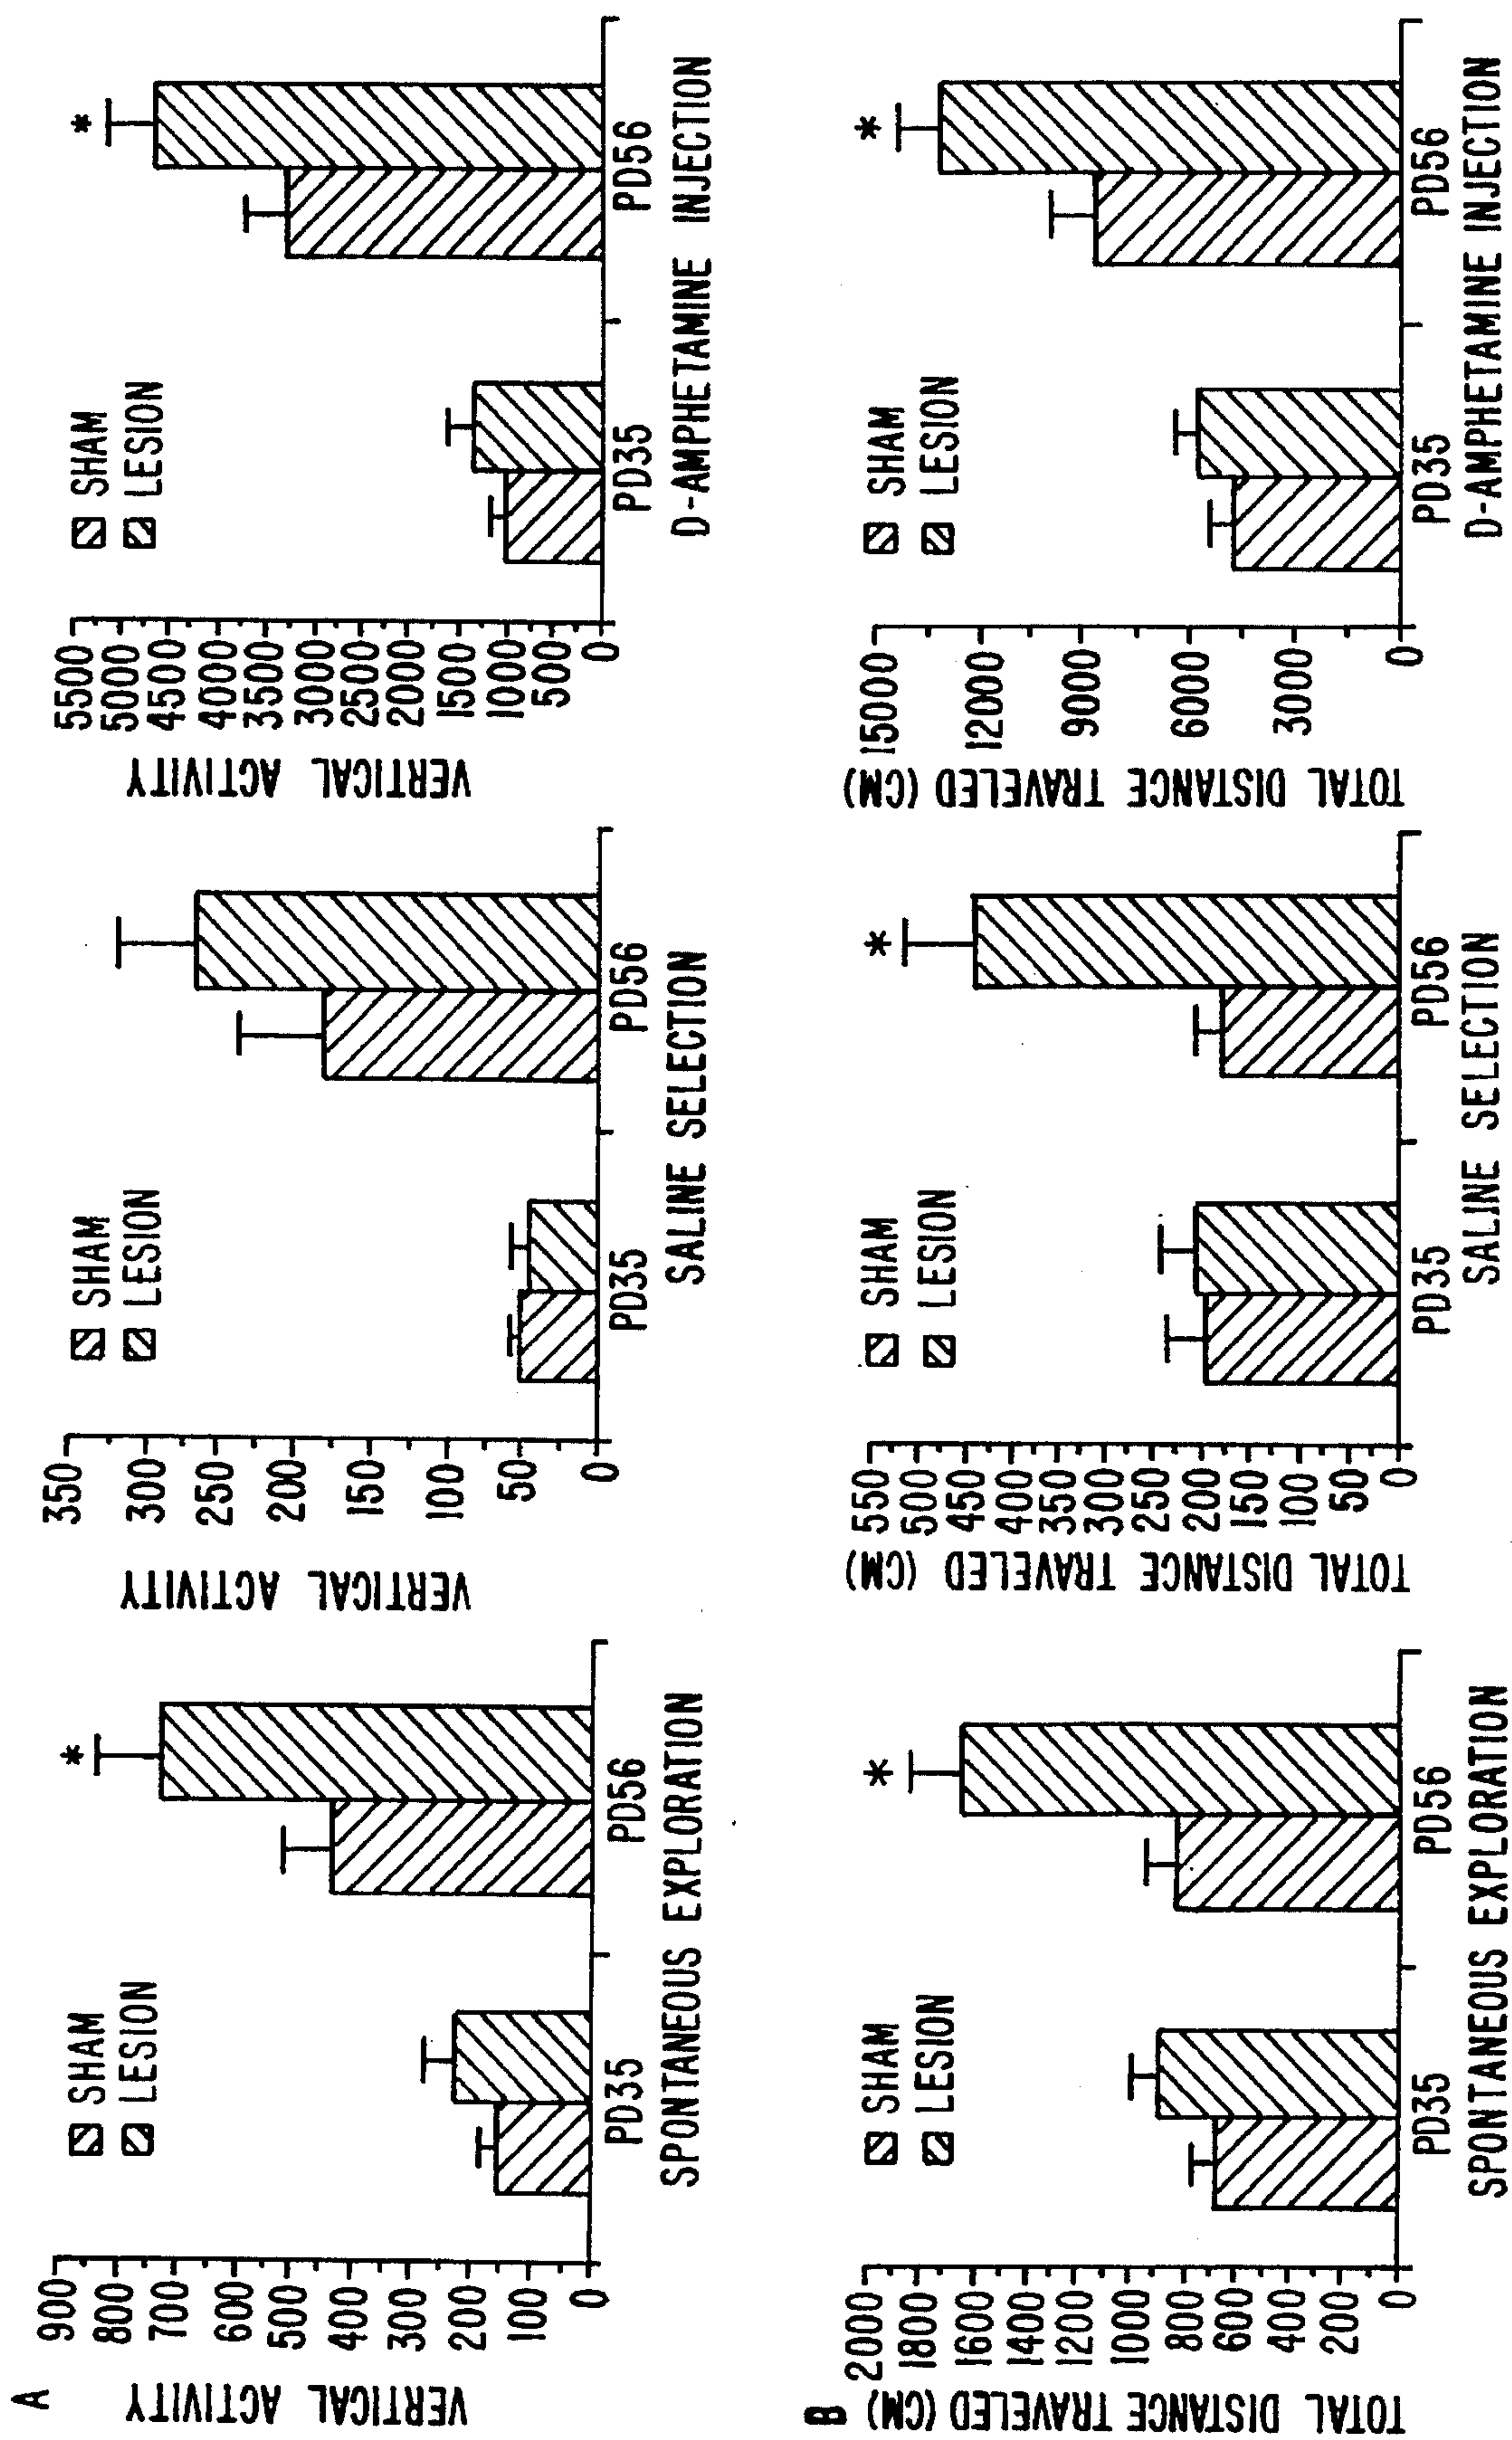 A
VERTICAL ACTIVITY
900
800
700
600
500
400
300
200
100
0
SHAM
LESION
*
PD35
PD56
SPONTANEOUS EXPLORATION
VERTICAL ACTIVITY
350
300
250
200
150
100
50
0
SHAM
LESION
PD35
PD56
SALINE SELECTION
VERTICAL ACTIVITY
5500
5000
4500
4000
3500
3000
2500
2000
1500
1000
500
0
SHAM
LESION
*
PD35
PD56
D-AMPHETAMINE INJECTION
B
TOTAL DISTANCE TRAVELED (CM)
2000
1800
1600
1400
1200
1000
800
600
400
200
0
SHAM
LESION
*
PD35
PD56
SPONTANEOUS EXPLORATION
TOTAL DISTANCE TRAVELED (CM)
550
500
450
400
350
300
250
200
150
100
50
0
SHAM
LESION
*
PD35
PD56
SALINE SELECTION
TOTAL DISTANCE TRAVELED (CM)
15000
12000
9000
6000
3000
0
SHAM
LESION
*
PD35
PD56
D-AMPHETAMINE INJECTION